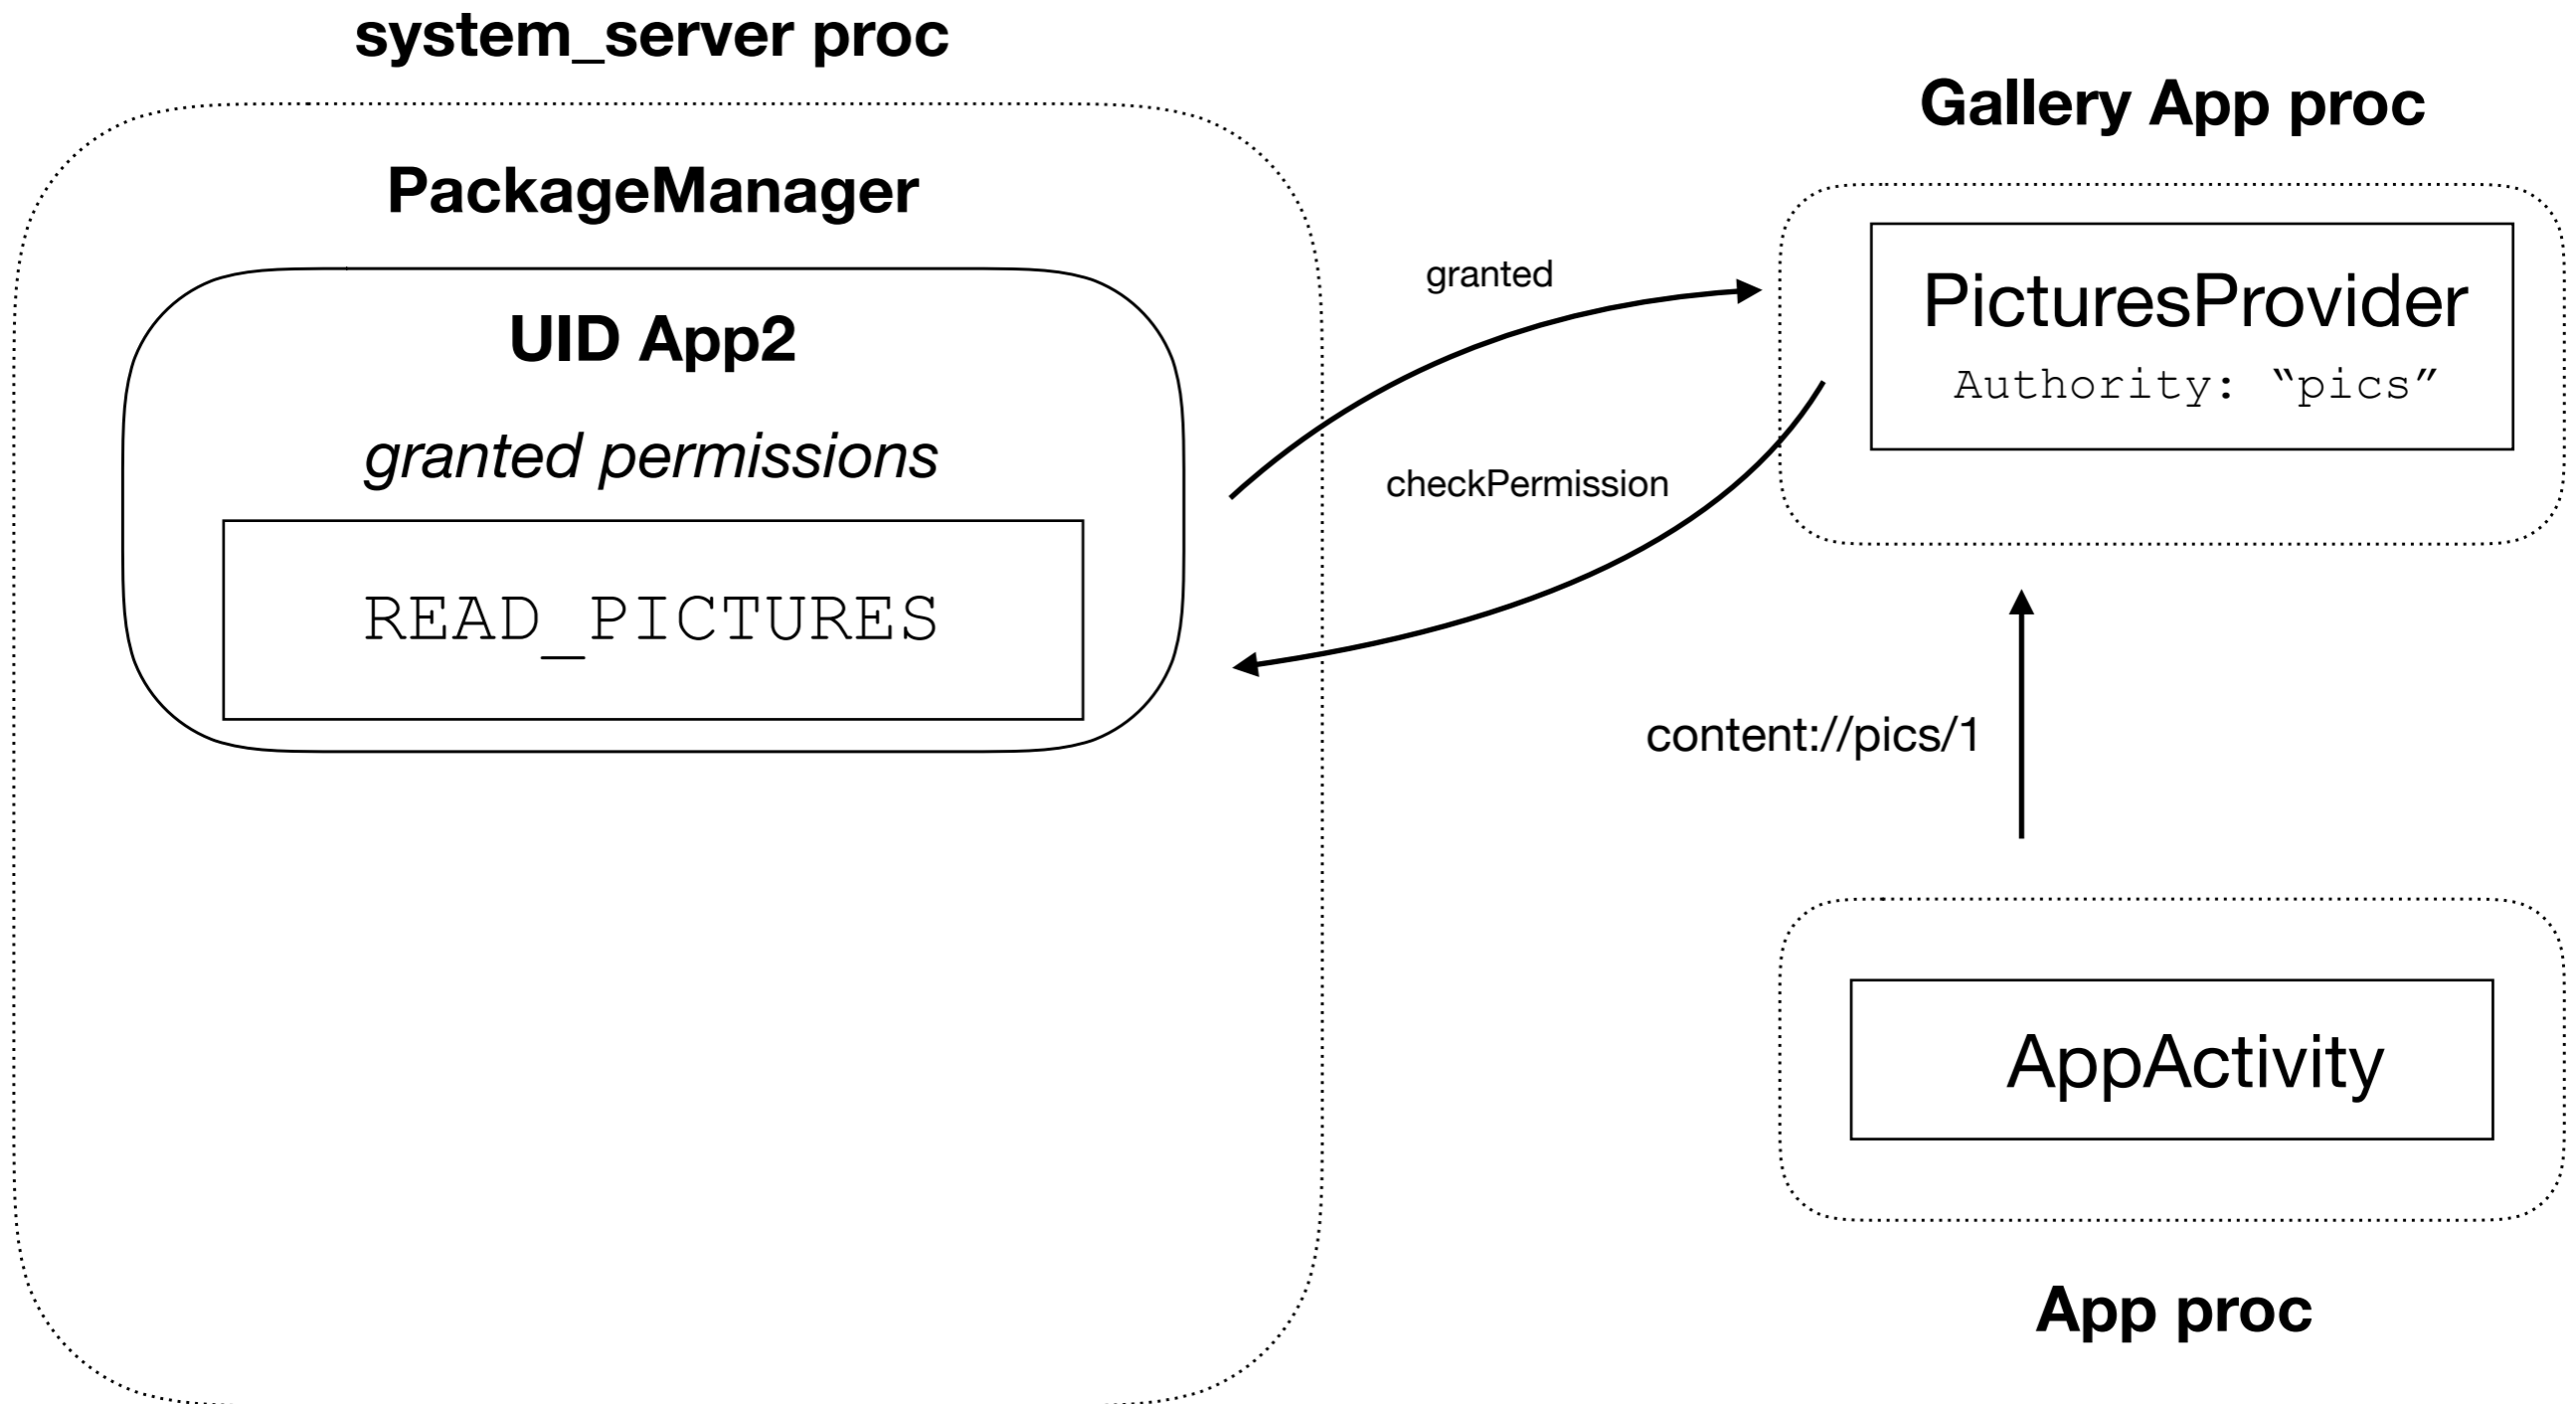 system_server proc
PackageManager
UID App2
granted permissions
READ_PICTURES
granted
checkPermission
Gallery App proc
PicturesProvider
Authority: “pics”
content://pics/1
AppActivity
App proc